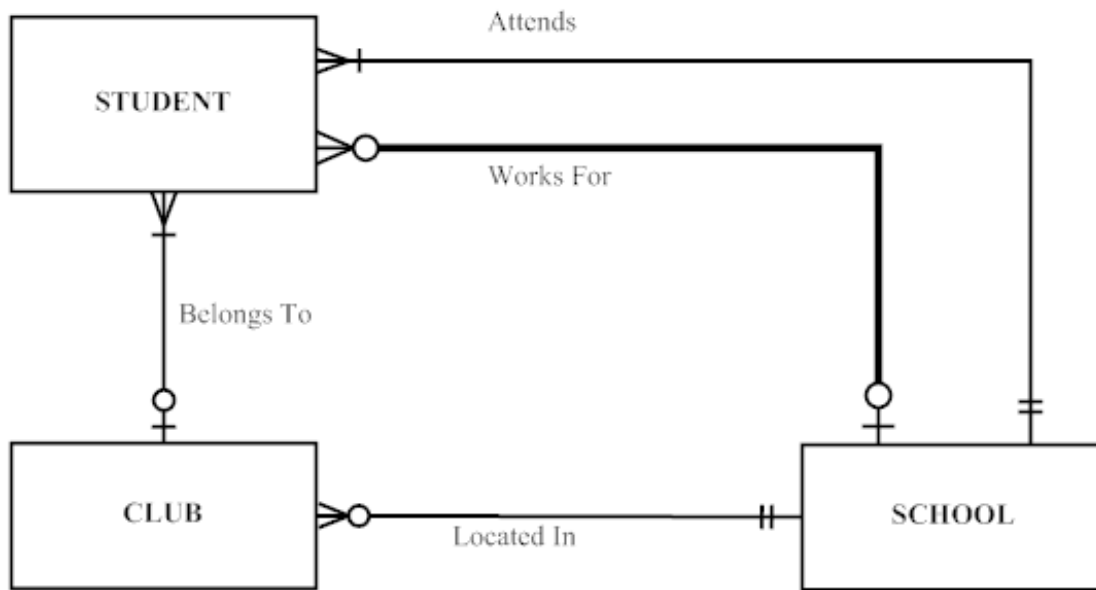 Attends
STUDENT
Works For
Belongs To
CLUB
SCHOOL
Located In